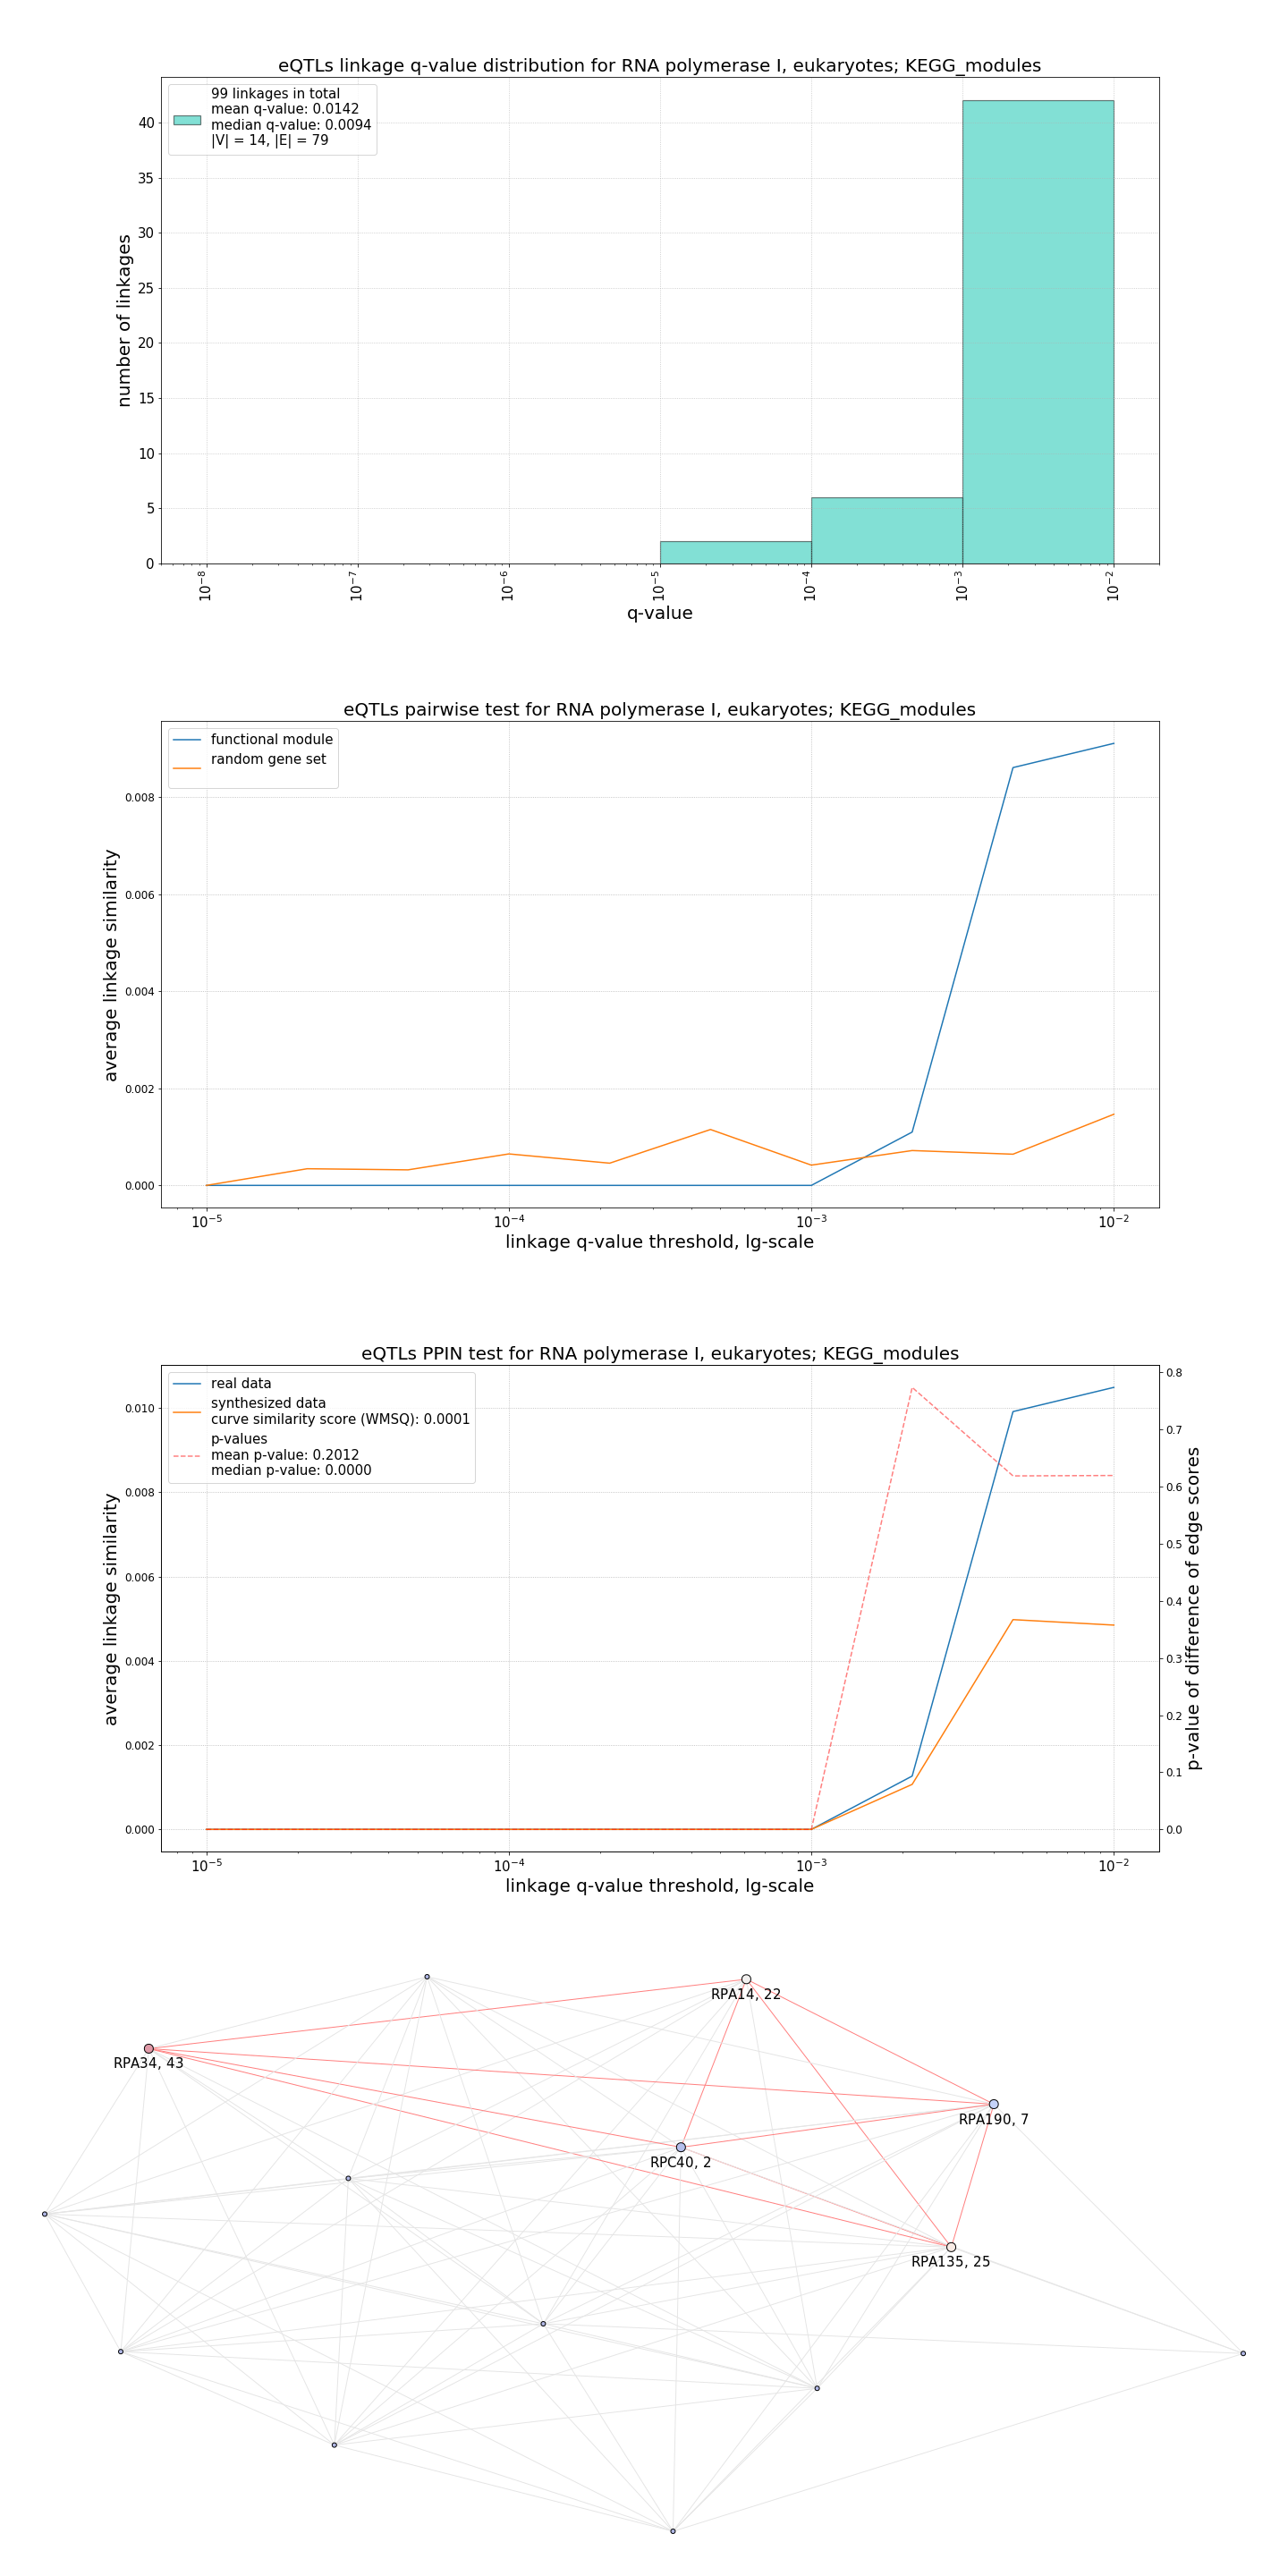 eQTLs linkage q-value distribution for RNA polymerase I, eukaryotes; KEGG_modules
99 linkages in total
mean q-value: 0.0142
median q-value: 0.0094
|V| = 14, |E| = 79
number of linkages
40
35
30
25
20
15
10
5
0
10⁻⁸ 10⁻⁷ 10⁻⁶ 10⁻⁵ 10⁻⁴ 10⁻³ 10⁻²
q-value
eQTLs pairwise test for RNA polymerase I, eukaryotes; KEGG_modules
functional module
random gene set
average linkage similarity
0.008
0.006
0.004
0.002
0.000
10⁻⁵ 10⁻⁴ 10⁻³ 10⁻²
linkage q-value threshold, lg-scale
eQTLs PPIN test for RNA polymerase I, eukaryotes; KEGG_modules
real data
synthesized data
curve similarity score (WMSQ): 0.0001
p-values
mean p-value: 0.2012
median p-value: 0.0000
average linkage similarity
0.010
0.008
0.006
0.004
0.002
0.000
0.8
0.7
0.6
0.5
0.4
0.3
0.2
0.1
0.0
p-value of difference of edge scores
10⁻⁵ 10⁻⁴ 10⁻³ 10⁻²
linkage q-value threshold, lg-scale
RPA14, 22
RPA34, 43
RPA190, 7
RPC40, 2
RPA135, 25